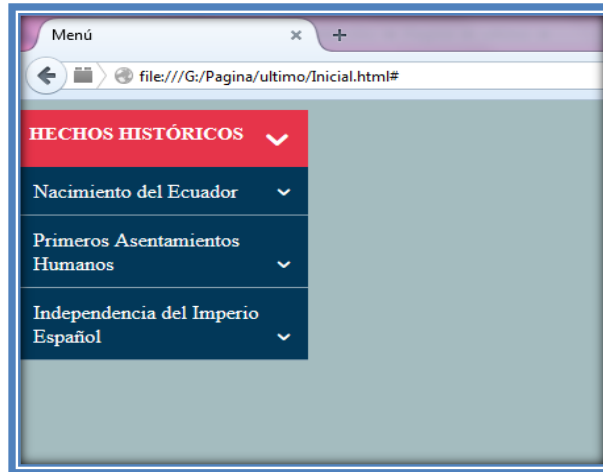 Menú
file:///G:/Pagina/ultimo/Inicial.html#
HECHOS HISTÓRICOS
Nacimiento del Ecuador
Primeros Asentamientos
Humanos
Independencia del Imperio
Español